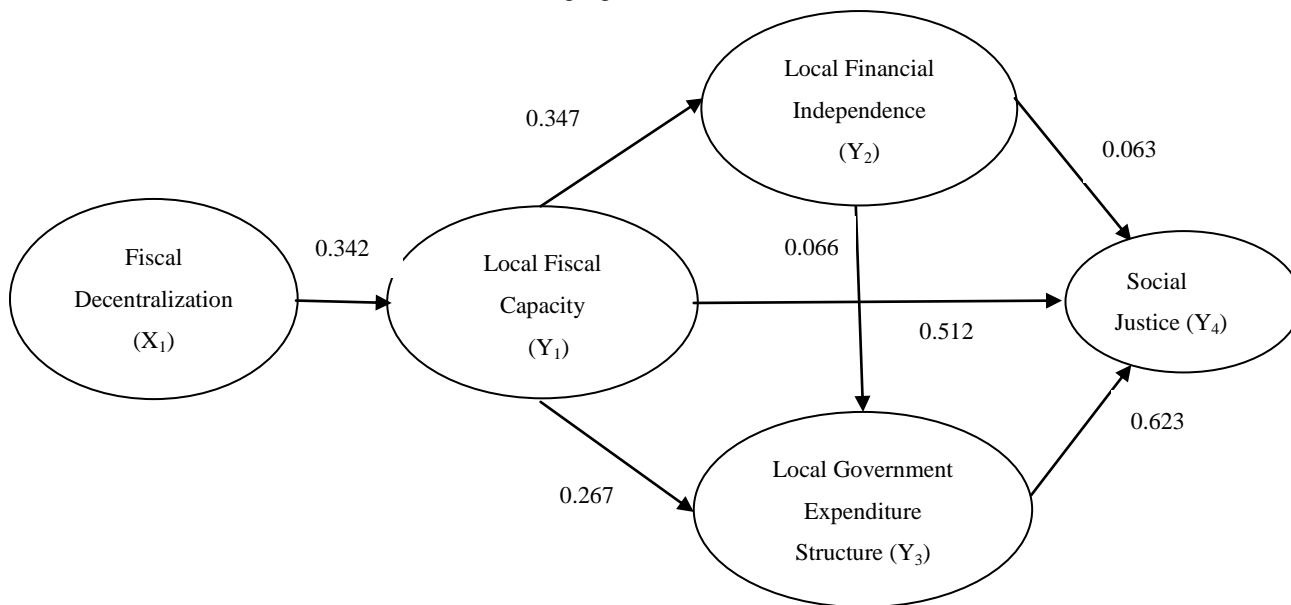 Local Financial
Independence
(Y2)
0.347
0.063
Fiscal
Decentralization
(X1)
0.342
Local Fiscal
Capacity
(Y1)
0.066
Social
Justice (Y4)
0.512
0.267
Local Government
Expenditure
Structure (Y3)
0.623